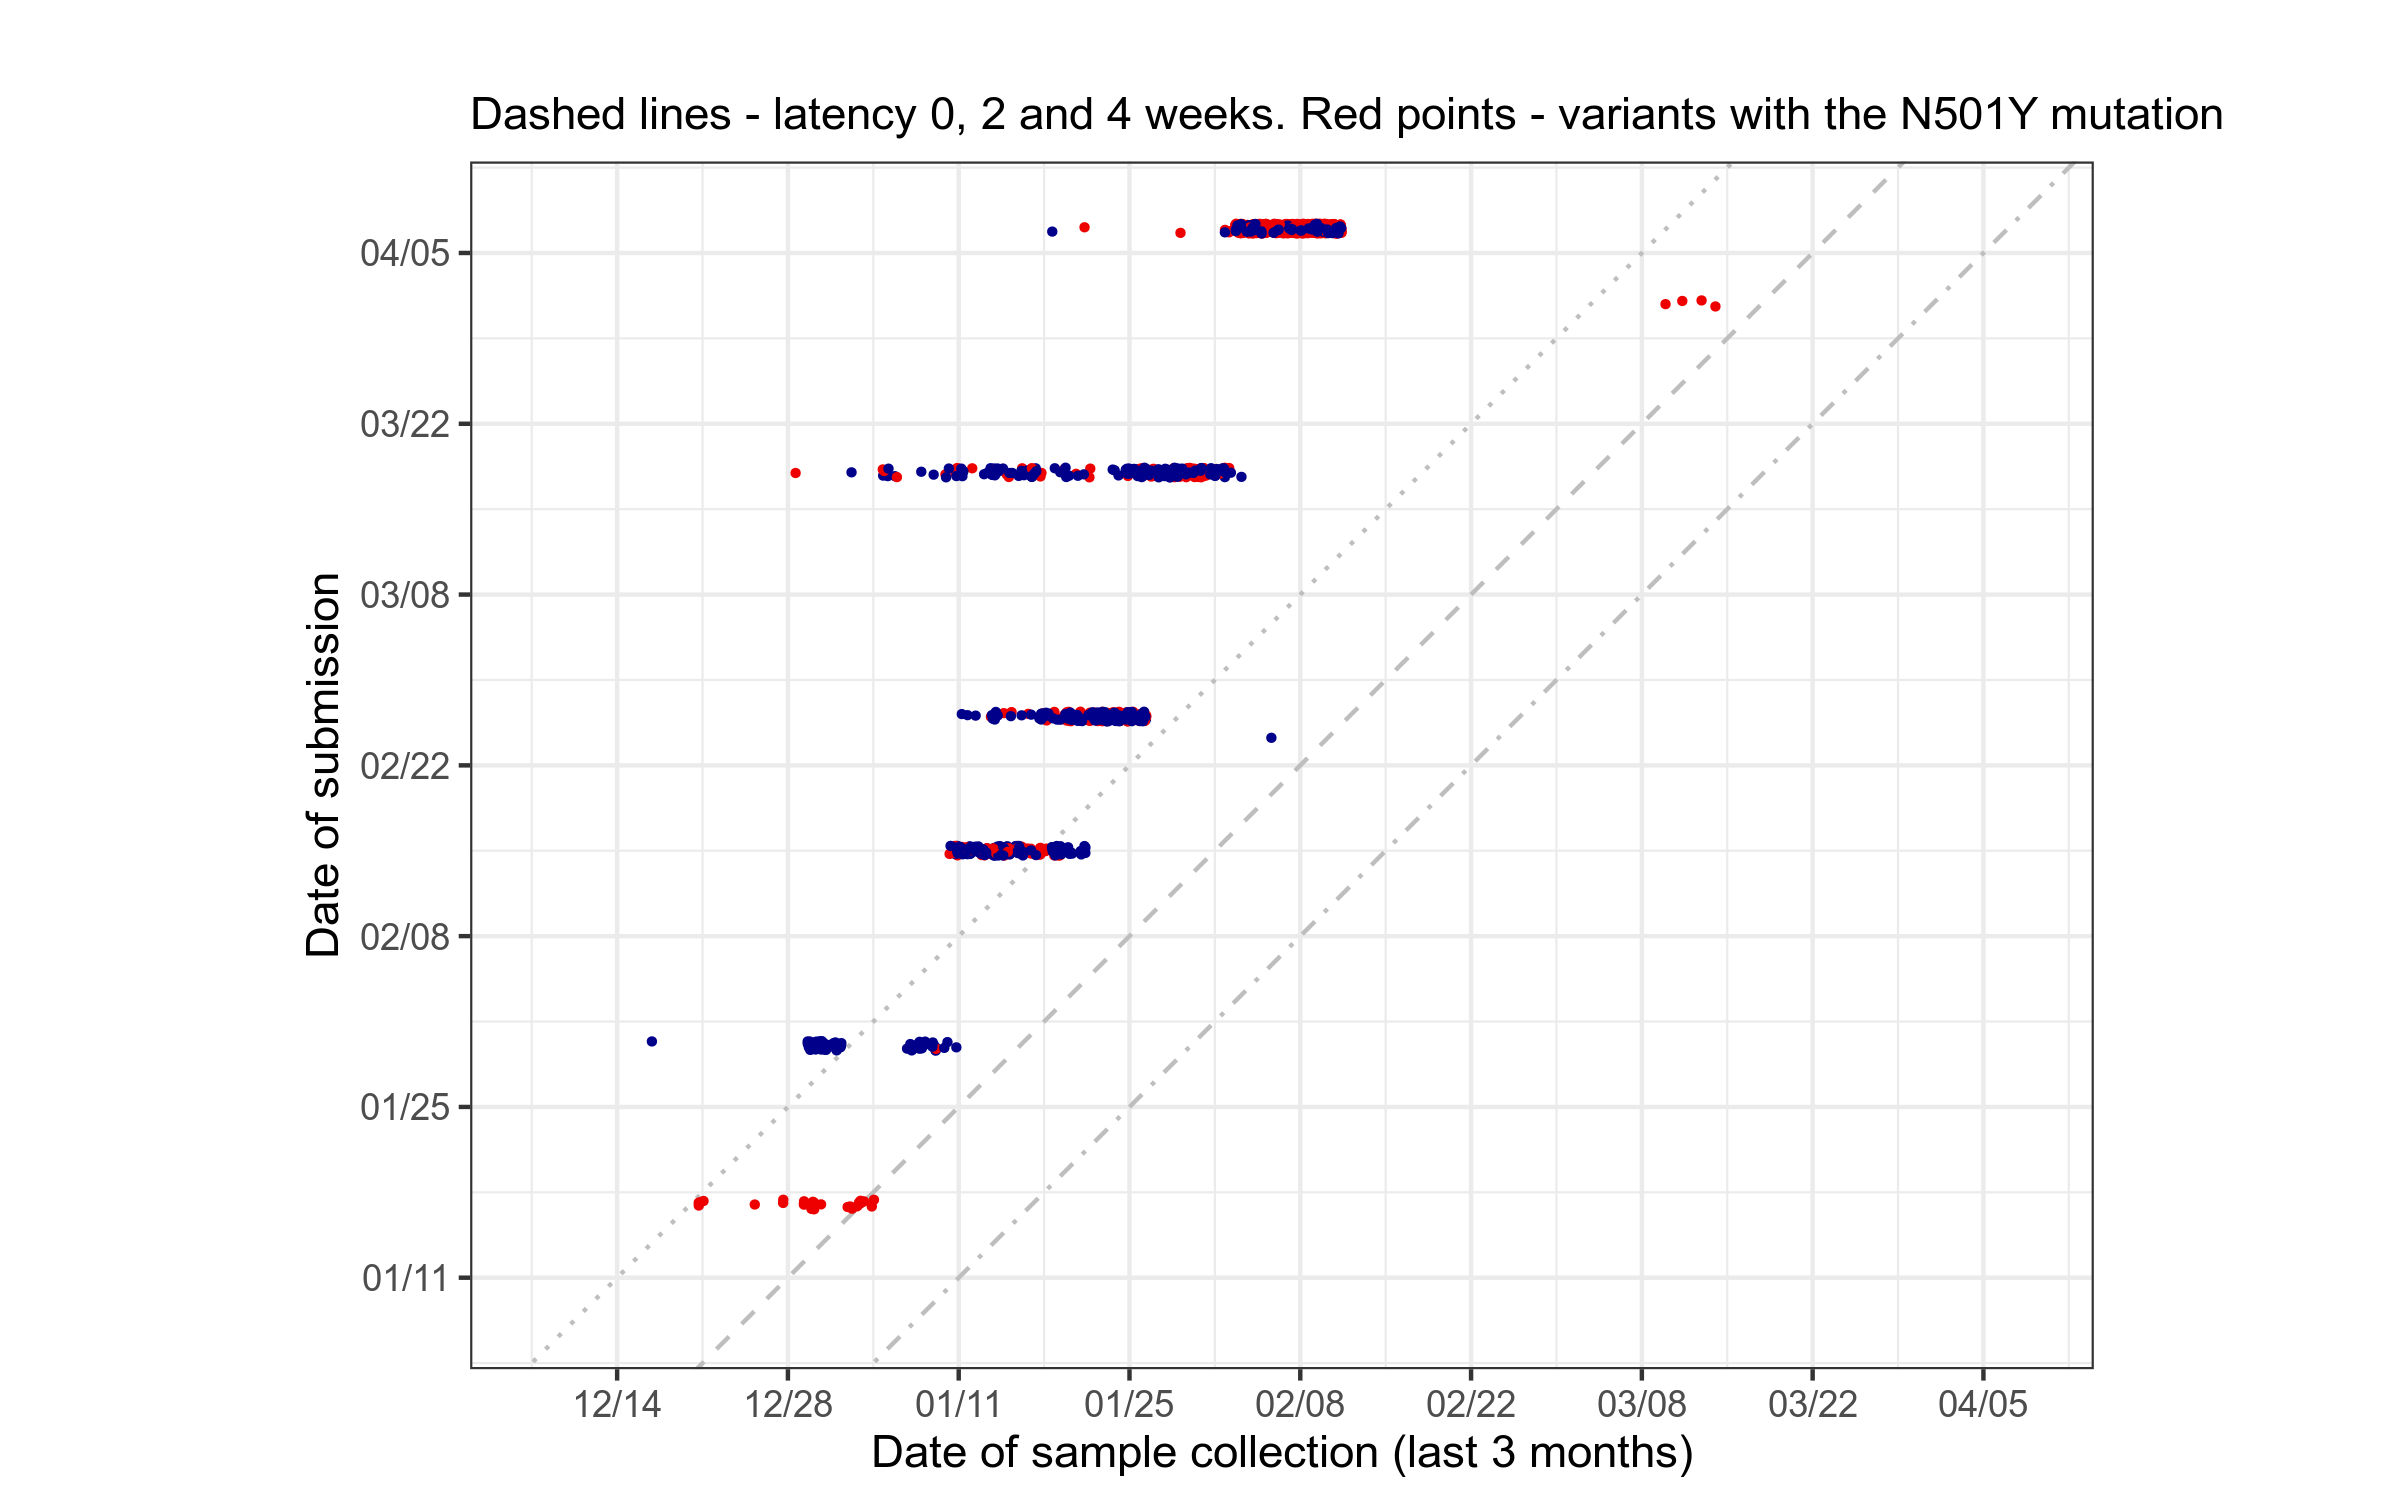 Dashed lines - latency 0, 2 and 4 weeks. Red points - variants with the N501Y mutation
Date of submission
04/05
03/22
03/08
02/22
02/08
01/25
01/11
12/14 12/28 01/11 01/25 02/08 02/22 03/08 03/22 04/05
Date of sample collection (last 3 months)